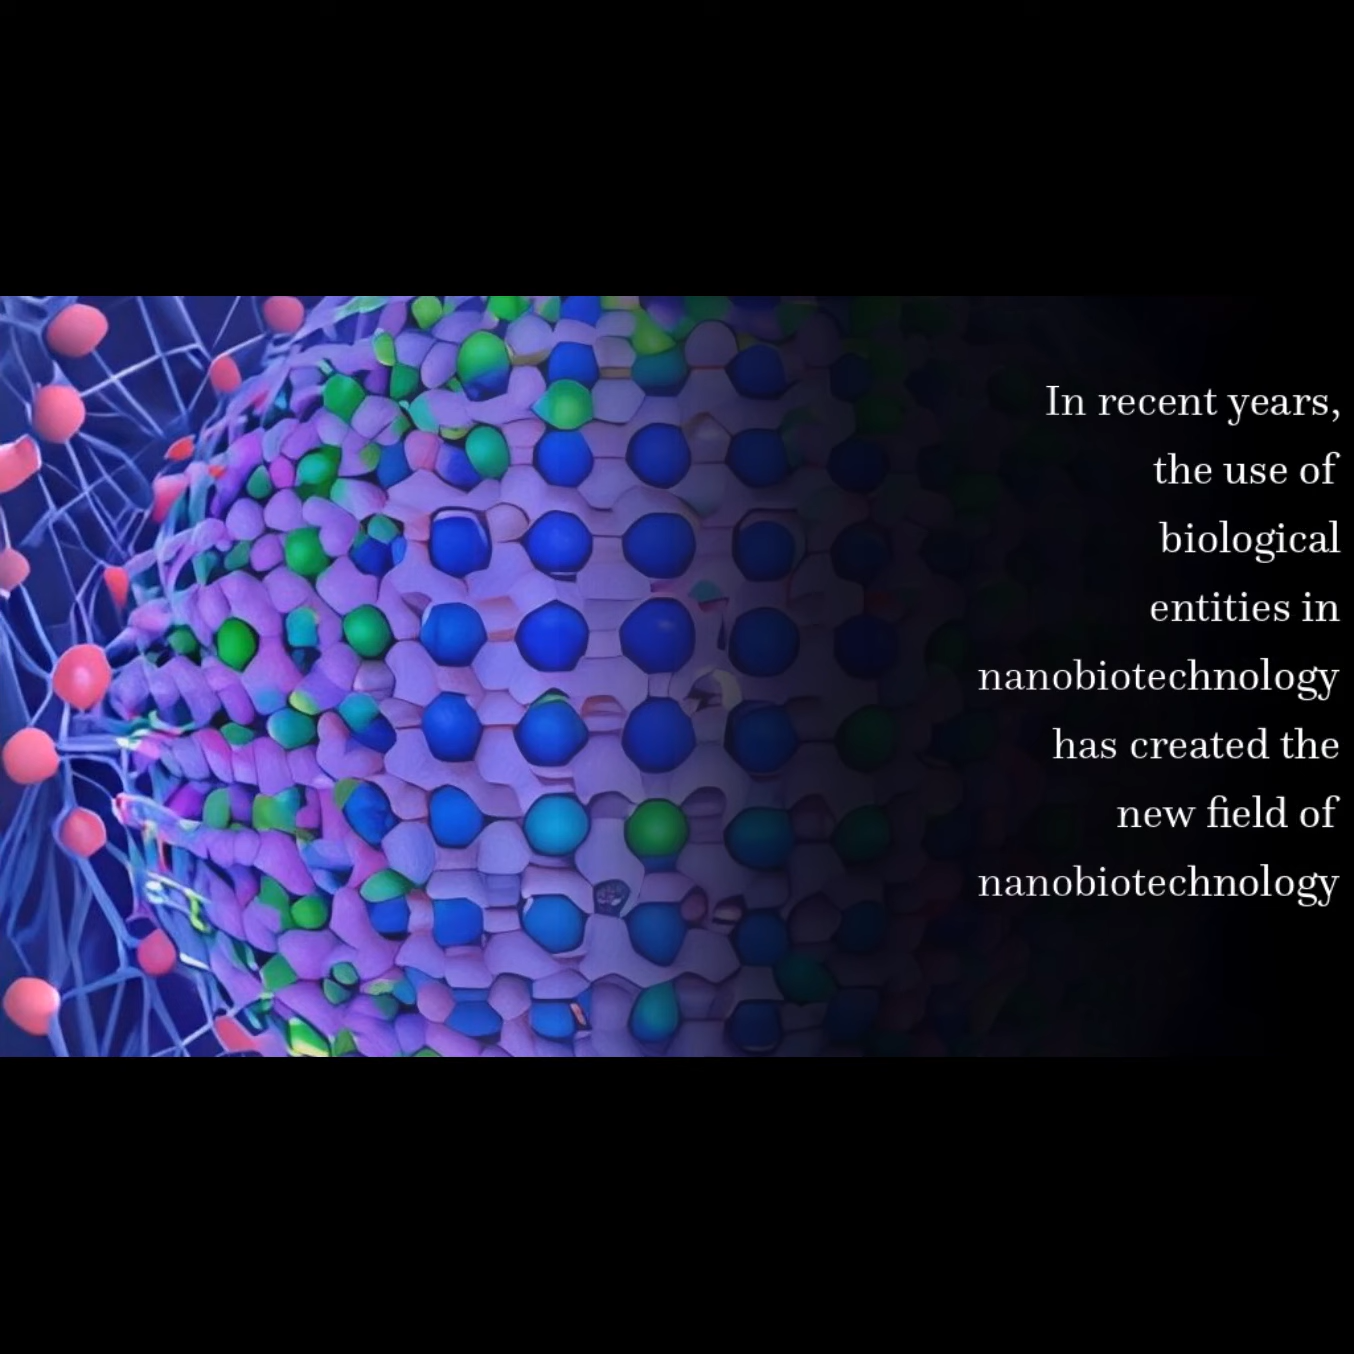 In recent years,
the use of
biological
entities in
nanobiotechnology
has created the
new field of
nanobiotechnology